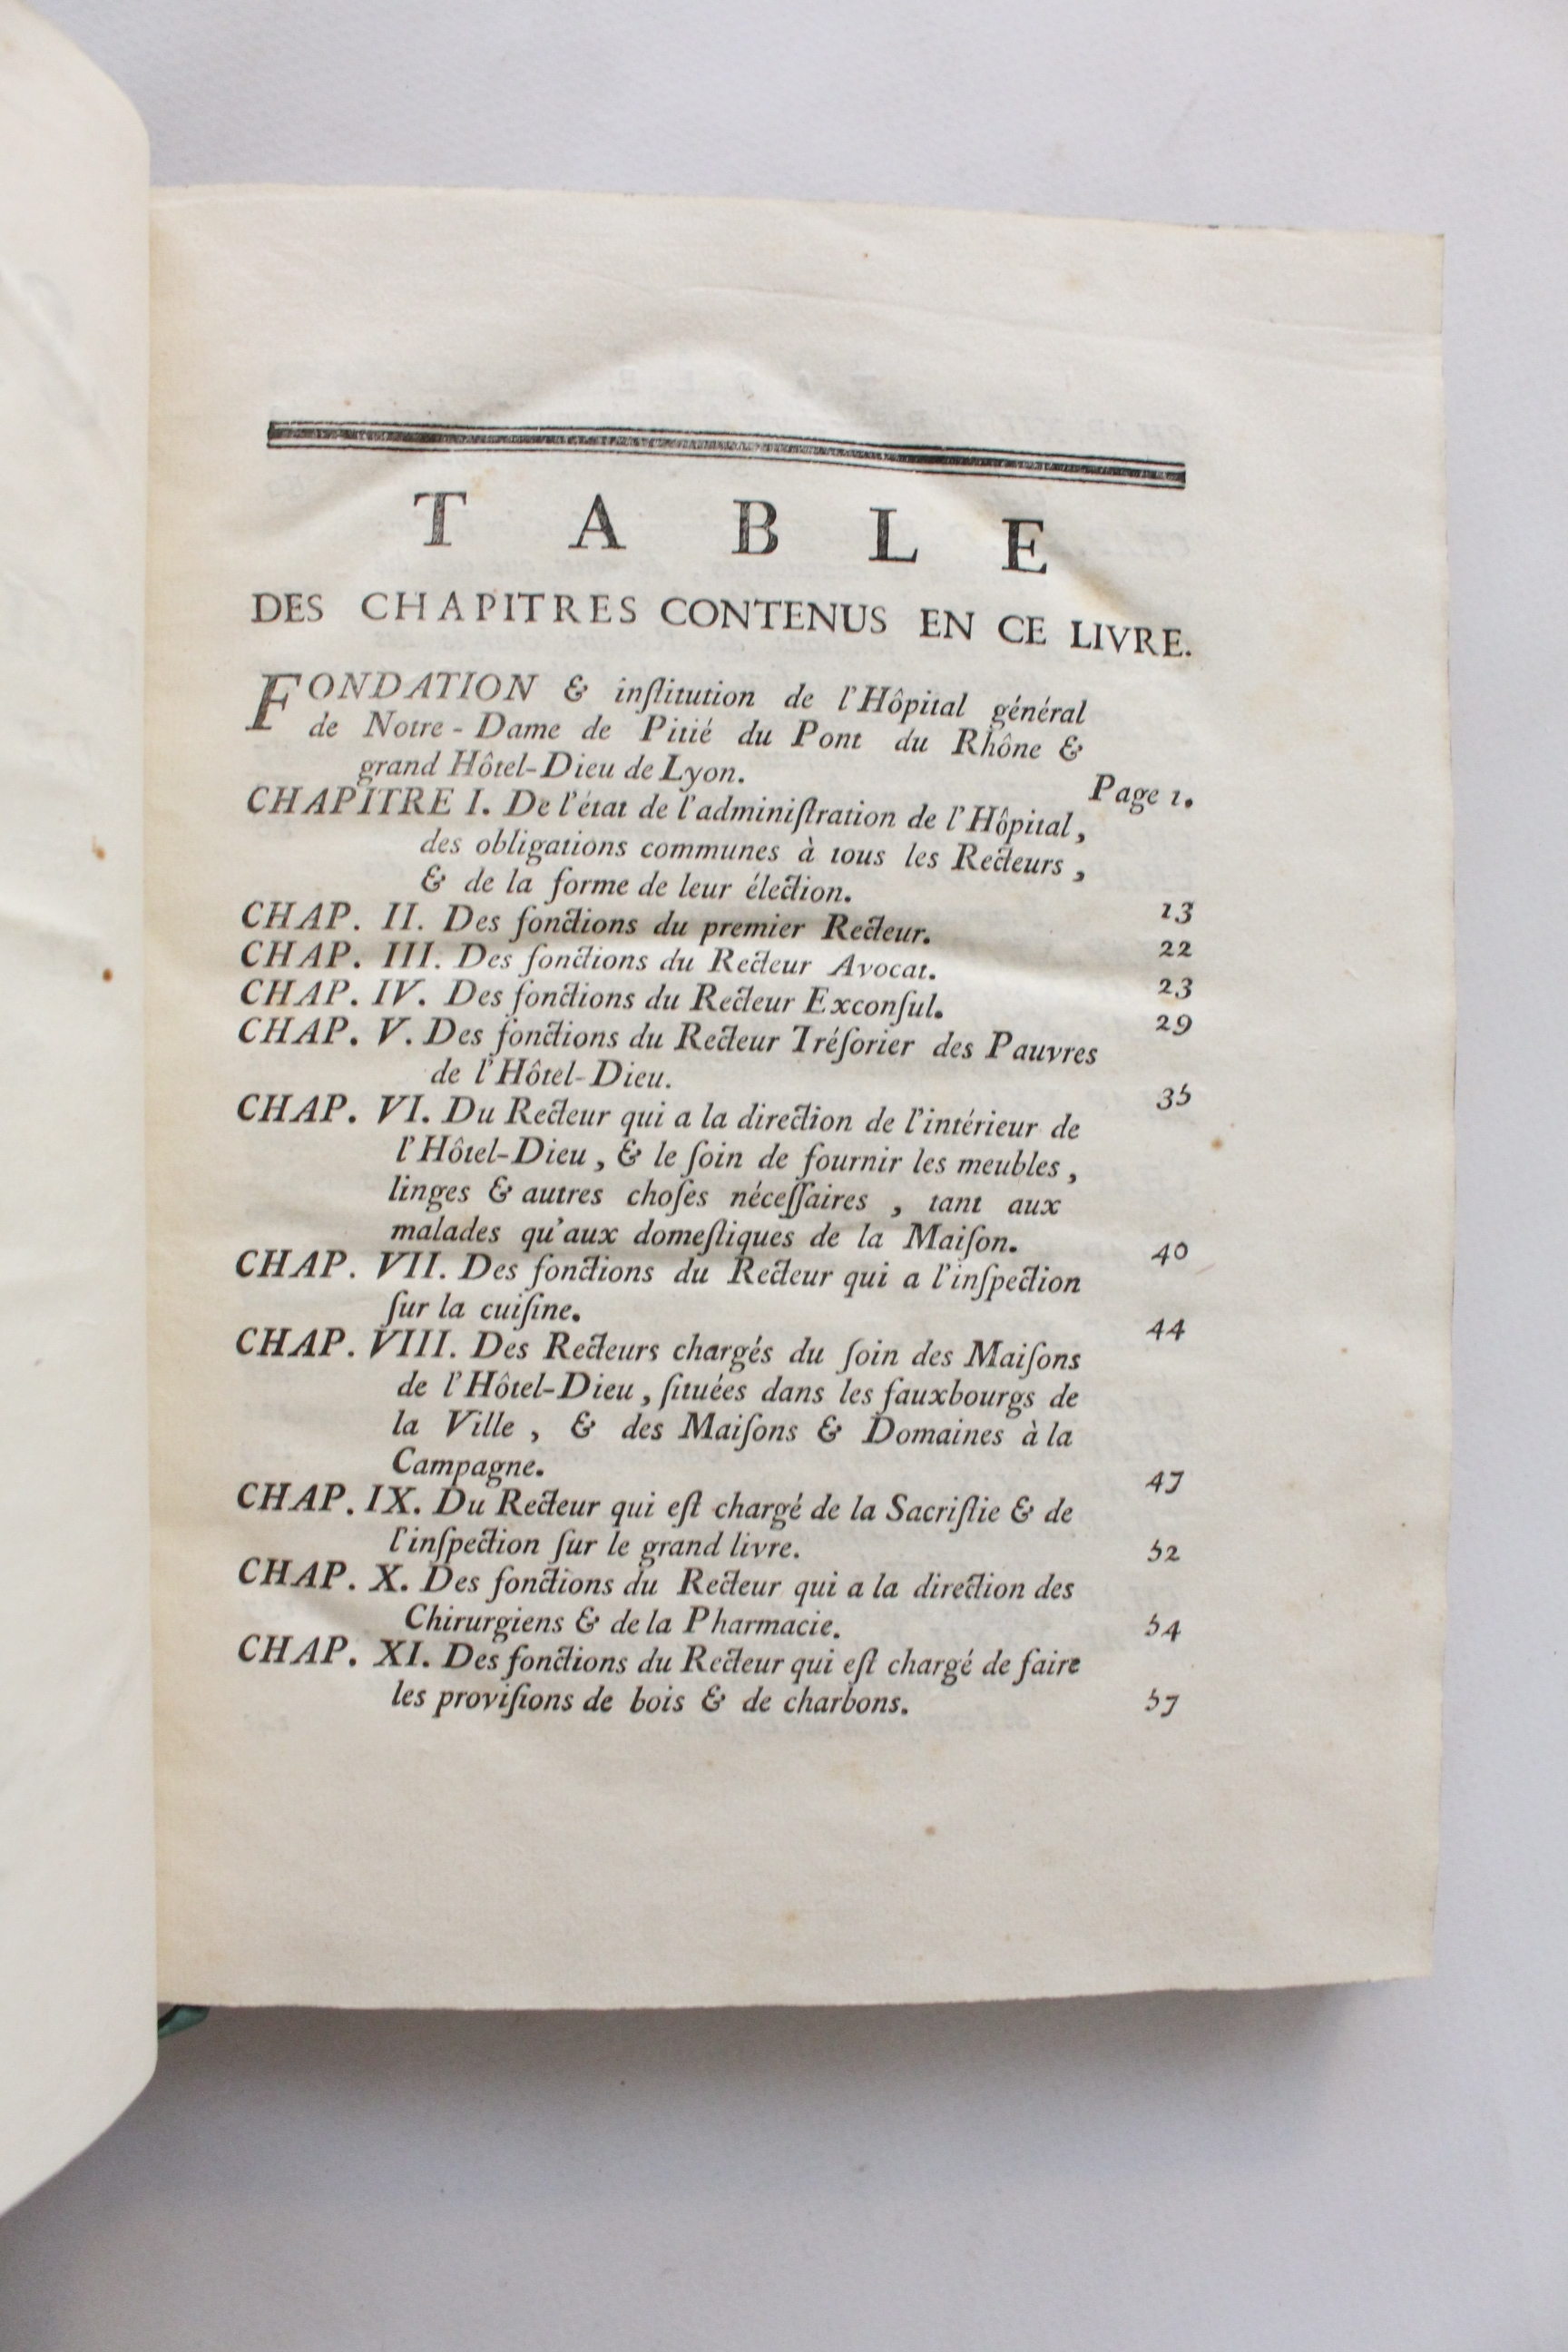 T A B L E
DES CHAPITRES CONTENUS EN CE LIVRE.
FONDATION & inſtitution de l'Hôpital général
de Notre-Dame de Pitié du Pont du Rhône &
grand Hôtel-Dieu de Lyon. Page 1.
CHAPITRE I. De l'état de l'adminiſtration de l'Hôpital,
des obligations communes à tous les Recteurs,
& de la forme de leur élection. 13
CHAP. II. Des fonctions du premier Recteur. 22
CHAP. III. Des fonctions du Recteur Avocat. 23
CHAP. IV. Des fonctions du Recteur Exconſul. 29
CHAP. V. Des fonctions du Recteur Tréſorier des Pauvres
de l'Hôtel-Dieu. 35
CHAP. VI. Du Recteur qui a la direction de l'intérieur de
l'Hôtel-Dieu, & le ſoin de fournir les meubles,
linges & autres choſes néceſſaires, tant aux
malades qu'aux domeſtiques de la Maiſon. 40
CHAP. VII. Des fonctions du Recteur qui a l'inſpection
ſur la cuiſine. 44
CHAP. VIII. Des Recteurs chargés du ſoin des Maiſons
de l'Hôtel-Dieu, ſituées dans les fauxbourgs de
la Ville, & des Maiſons & Domaines à la
Campagne. 47
CHAP. IX. Du Recteur qui eſt chargé de la Sacriſtie & de
l'inſpection ſur le grand livre. 52
CHAP. X. Des fonctions du Recteur qui a la direction des
Chirurgiens & de la Pharmacie. 54
CHAP. XI. Des fonctions du Recteur qui eſt chargé de faire
les proviſions de bois & de charbons. 57